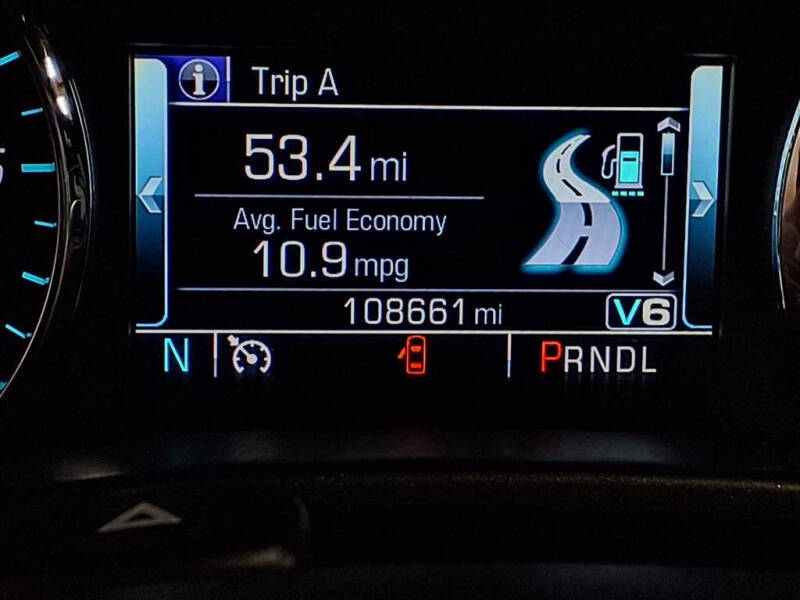 Trip A
53.4 mi
Avg. Fuel Economy
10.9 mpg
108661 mi V6
N PRNDL